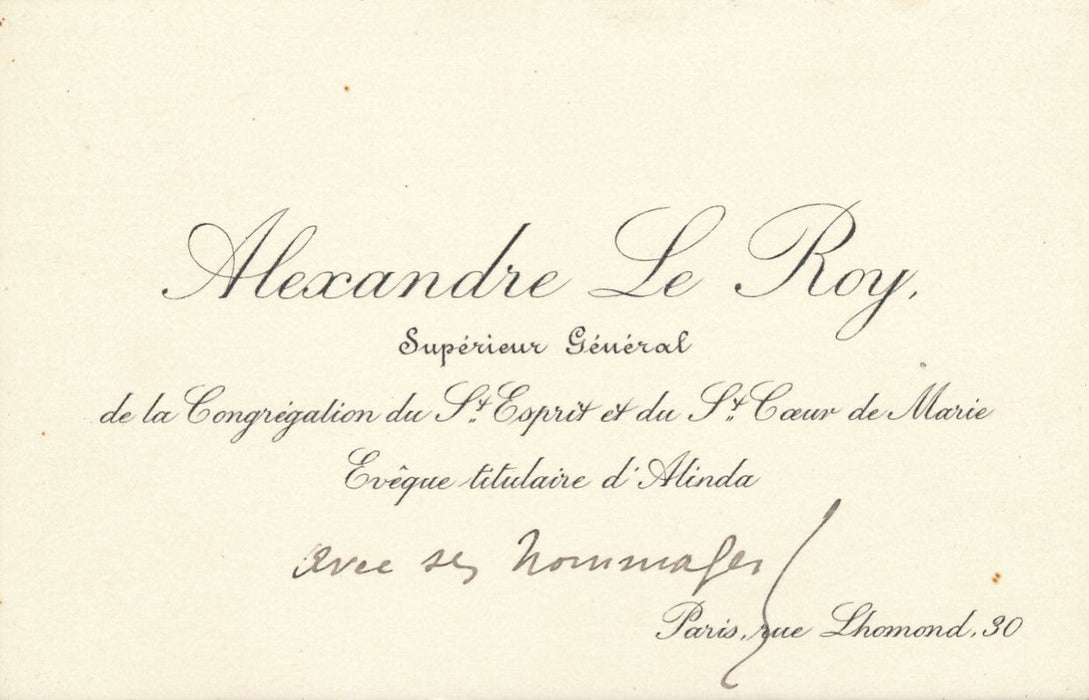 Alexandre Le Roy,
Supérieur Général
de la Congrégation du St Esprit et du St Cœur de Marie
Evêque titulaire d'Alinda
avec ses hommages
Paris, rue Lhomond, 30